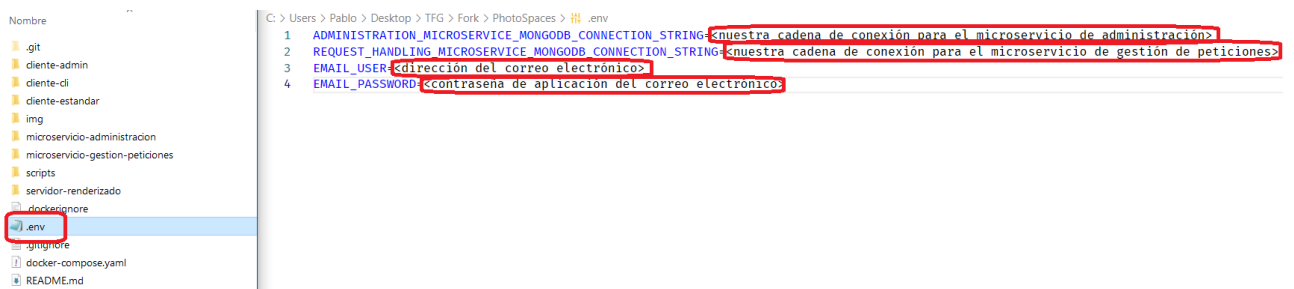 Nombre
.git
cliente-admin
cliente-cli
cliente-estandar
img
microservicio-administracion
microservicio-gestion-peticiones
scripts
servidor-renderizado
.dockerignore
.env
.gitignore
docker-compose.yaml
README.md
C: > Users > Pablo > Desktop > TFG > Fork > PhotoSpaces > .env
1 ADMINISTRATION_MICROSERVICE_MONGODB_CONNECTION_STRING=<nuestra cadena de conexión para el microservicio de administración>
2 REQUEST_HANDLING_MICROSERVICE_MONGODB_CONNECTION_STRING=<nuestra cadena de conexión para el microservicio de gestión de peticiones>
3 EMAIL_USER=<dirección del correo electrónico>
4 EMAIL_PASSWORD=<contraseña de aplicación del correo electrónico>